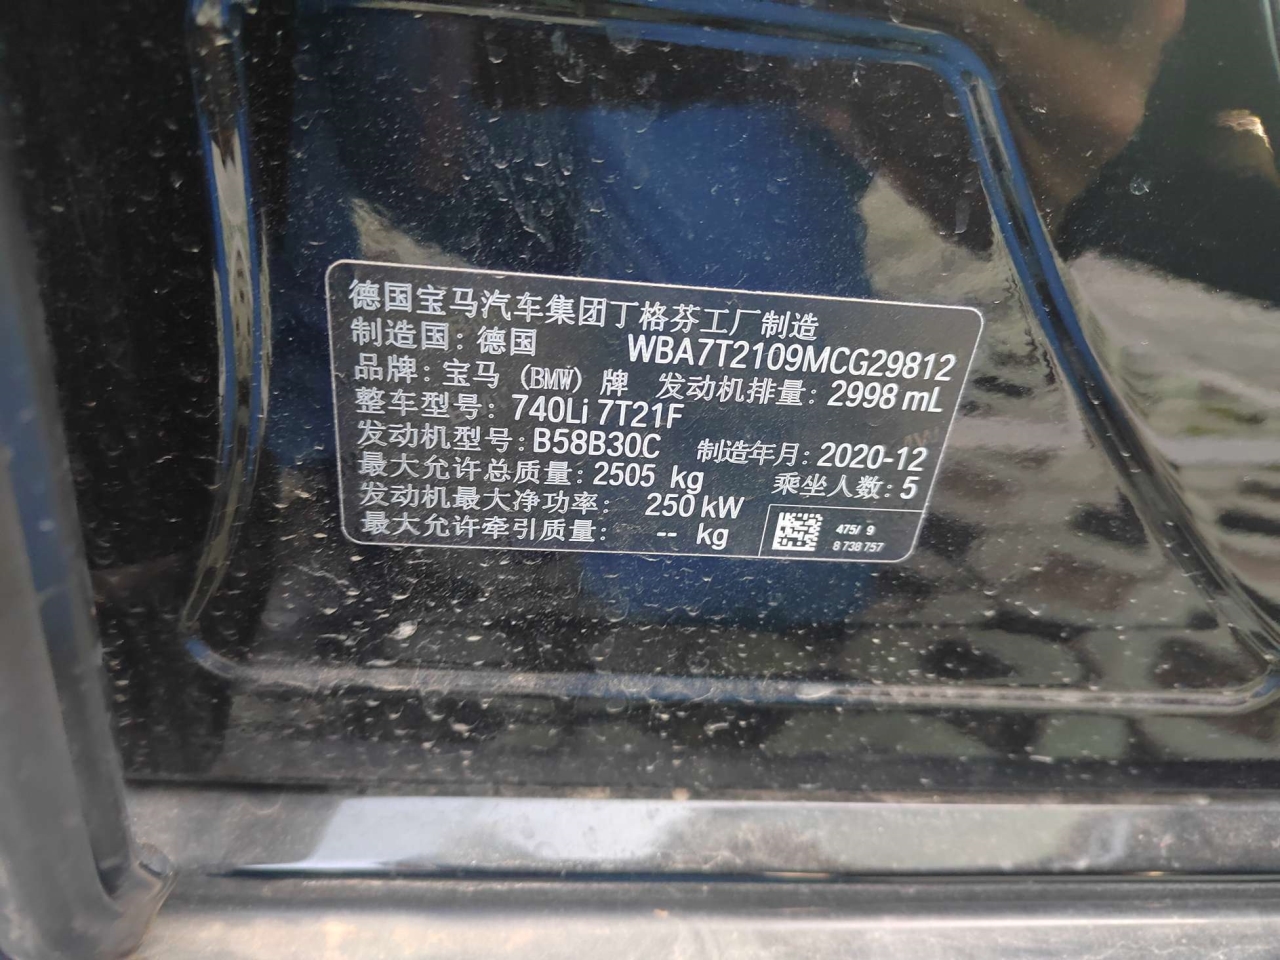 德国宝马汽车集团丁格芬工厂制造
制造国：德国 WBA7T2109MCG29812
品牌：宝马（BMW）牌 发动机排量：2998 mL
整车型号：740Li 7T21F
发动机型号：B58B30C 制造年月：2020-12
最大允许总质量：2505 kg 乘坐人数：5
发动机最大净功率： 250 kW
最大允许牵引质量： -- kg
475/ 9
8 738 757